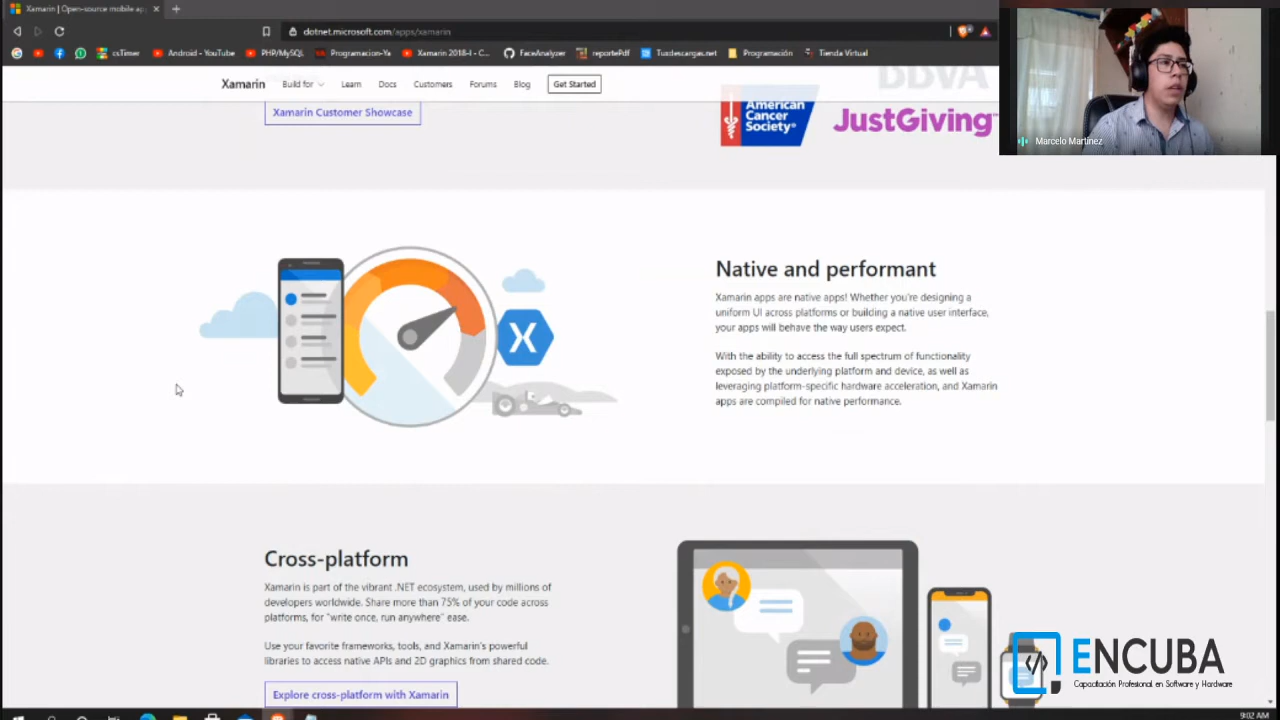 Xamarin | Open-source mobile ap
dotnet.microsoft.com/apps/xamarin
csTimer
Android - YouTube
PHP/MySQL
Programacion-Ya
Xamarin 2018-I - C...
FaceAnalyzer
reportePdf
Tusdescargas.net
Programación
Tienda Virtual
Xamarin
Build for
Learn
Docs
Customers
Forums
Blog
Get Started
BBVA
Xamarin Customer Showcase
American
Cancer
Society®
JustGiving™
Marcelo Martínez
Native and performant
Xamarin apps are native apps! Whether you're designing a
uniform UI across platforms or building a native user interface,
your apps will behave the way users expect.
With the ability to access the full spectrum of functionality
exposed by the underlying platform and device, as well as
leveraging platform-specific hardware acceleration, and Xamarin
apps are compiled for native performance.
X
Cross-platform
Xamarin is part of the vibrant .NET ecosystem, used by millions of
developers worldwide. Share more than 75% of your code across
platforms, for "write once, run anywhere" ease.
Use your favorite frameworks, tools, and Xamarin's powerful
libraries to access native APIs and 2D graphics from shared code.
Explore cross-platform with Xamarin
</> ENCUBA
Capacitación Profesional en Software y Hardware
9:02 AM